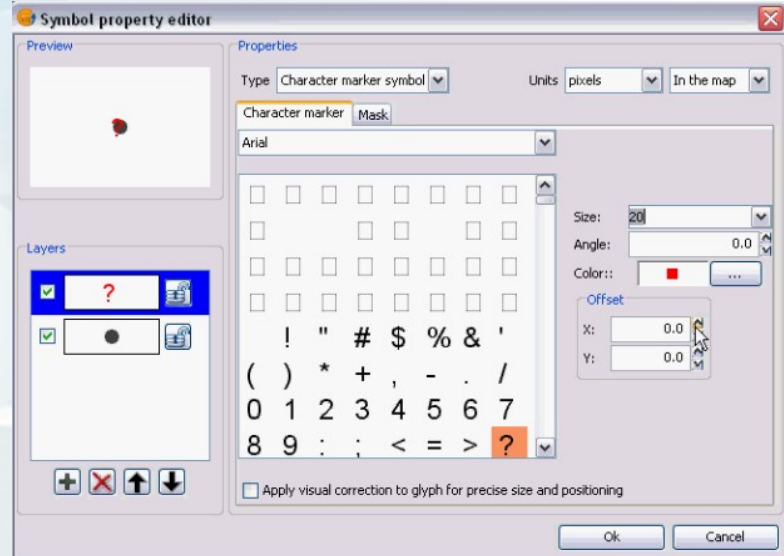 Symbol property editor
Preview
Properties
Type Character marker symbol Units pixels In the map
Character marker Mask
Arial
Size: 20
Angle: 0.0
Color::
...
Offset
X: 0.0
Y: 0.0
Layers
?
! " # $ % & '
( ) * + , - . /
0 1 2 3 4 5 6 7
8 9 : ; < = > ?
Apply visual correction to glyph for precise size and positioning
Ok Cancel